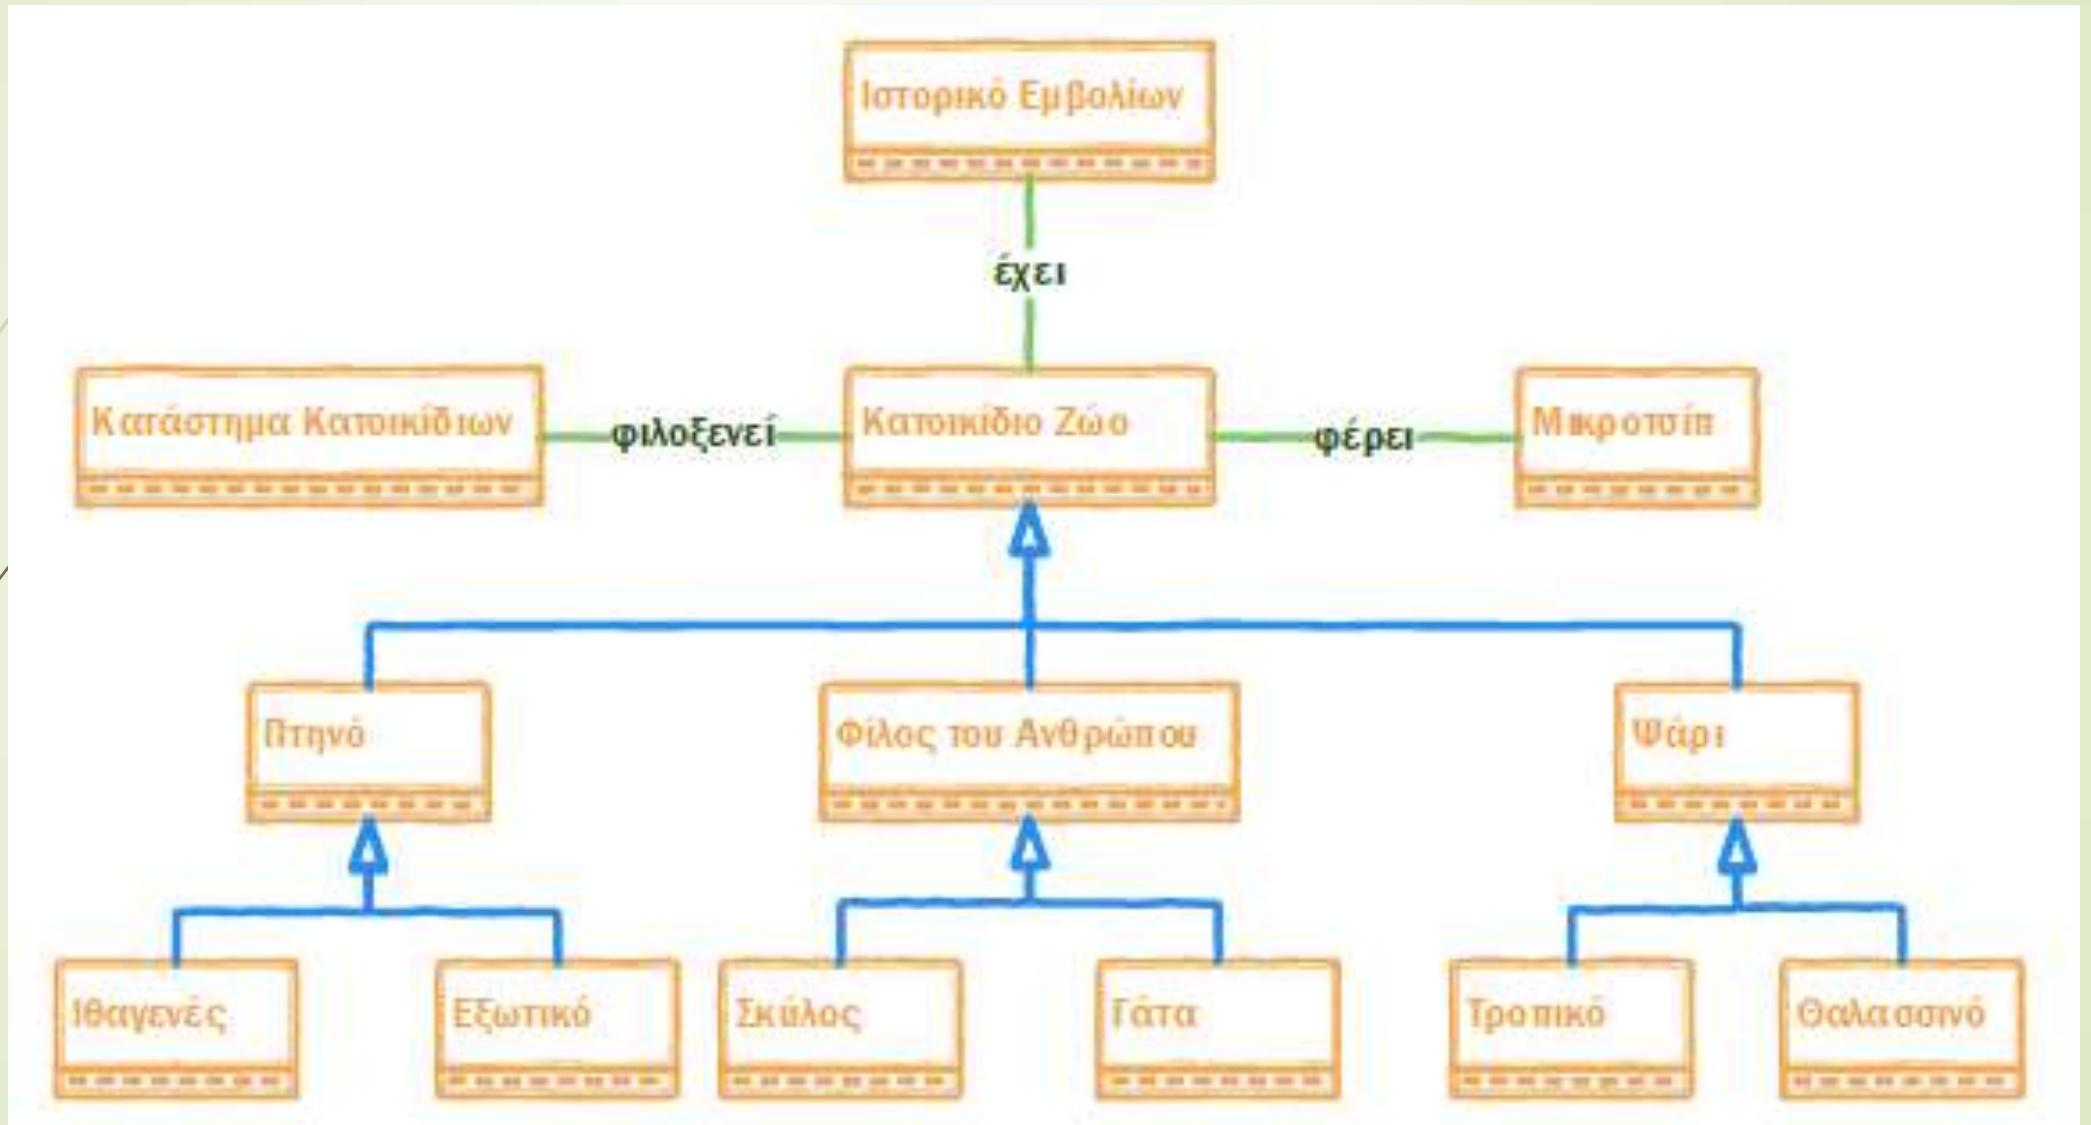 Ιστορικό Εμβολίων
έχει
Κατάστημα Κατοικίδιων
φιλοξενεί
Κατοικίδιο Ζώο
φέρει
Μικροτσίπ
Πτηνό
Φίλος του Ανθρώπου
Ψάρι
Ιθαγενές
Εξωτικό
Σκύλος
Γάτα
Τροπικό
Θαλασσινό